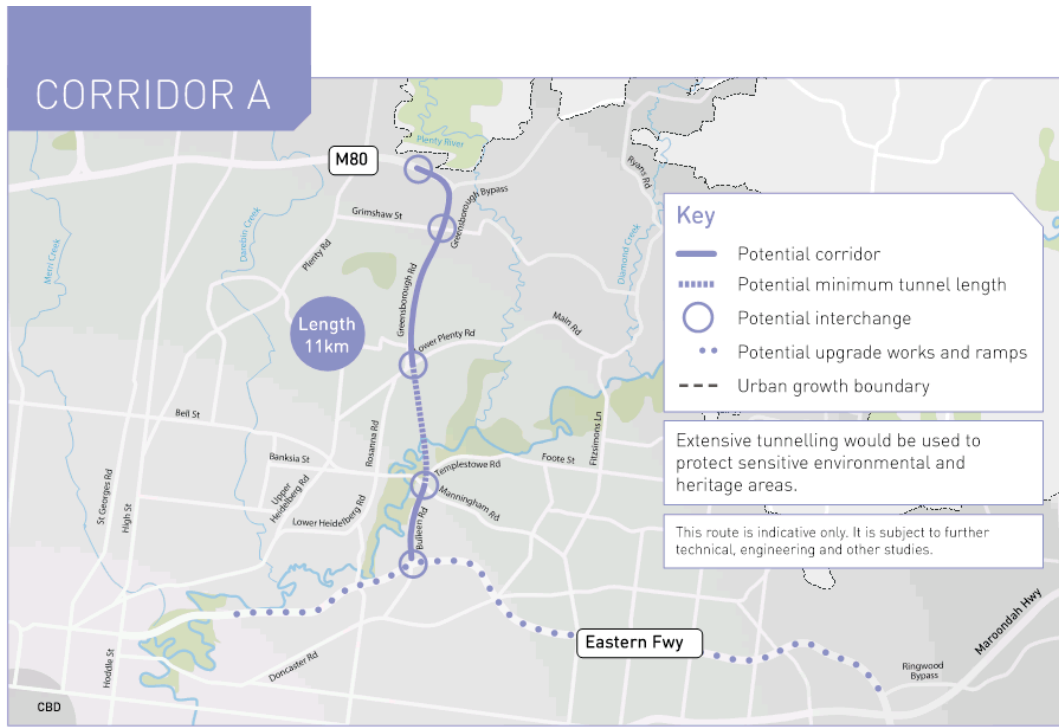 CORRIDOR A
Plenty River
M80
Ryans Rd
Greensborough Bypass
Grimshaw St
Merri Creek
Darebin Creek
Plenty Rd
Diamond Creek
Greensborough Rd
Length
11km
Main Rd
Lower Plenty Rd
Bell St
Rosanna Rd
Fitzsimons Ln
Banksia St
Templestowe Rd
Foote St
St Georges Rd
High St
Upper
Heidelberg Rd
Lower Heidelberg Rd
Manningham Rd
Bulleen Rd
Eastern Fwy
Maroondah Hwy
Hoddle St
Doncaster Rd
Ringwood
Bypass
CBD
Key
Potential corridor
Potential minimum tunnel length
Potential interchange
Potential upgrade works and ramps
Urban growth boundary
Extensive tunnelling would be used to
protect sensitive environmental and
heritage areas.
This route is indicative only. It is subject to further
technical, engineering and other studies.